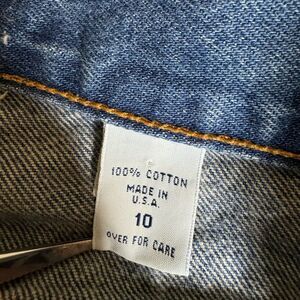 100% COTTON
MADE IN
U.S.A.
10
OVER FOR CARE